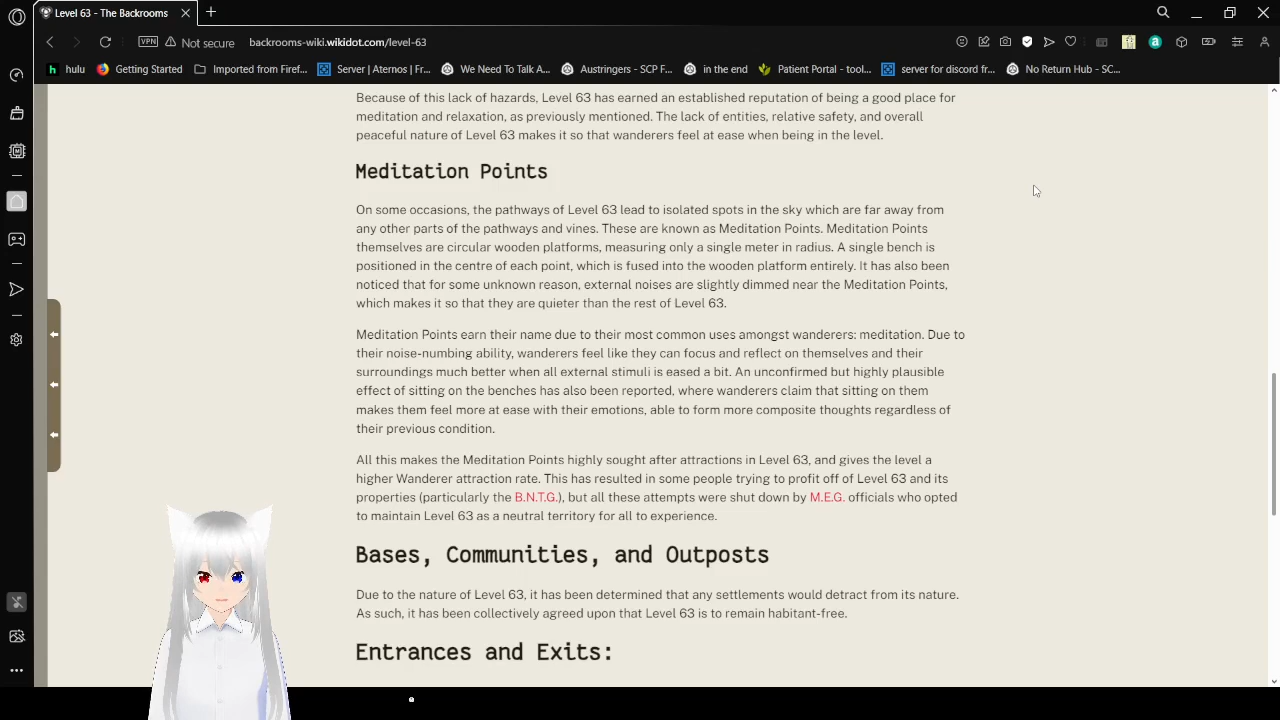 Level 63 - The Backrooms
VPN
Not secure
backrooms-wiki.wikidot.com/level-63
hulu
Getting Started
Imported from Firef...
Server | Aternos | Fr...
We Need To Talk A...
Austringers - SCP F...
in the end
Patient Portal - tool...
server for discord fr...
No Return Hub - SC...
Because of this lack of hazards, Level 63 has earned an established reputation of being a good place for
meditation and relaxation, as previously mentioned. The lack of entities, relative safety, and overall
peaceful nature of Level 63 makes it so that wanderers feel at ease when being in the level.
Meditation Points
On some occasions, the pathways of Level 63 lead to isolated spots in the sky which are far away from
any other parts of the pathways and vines. These are known as Meditation Points. Meditation Points
themselves are circular wooden platforms, measuring only a single meter in radius. A single bench is
positioned in the centre of each point, which is fused into the wooden platform entirely. It has also been
noticed that for some unknown reason, external noises are slightly dimmed near the Meditation Points,
which makes it so that they are quieter than the rest of Level 63.
Meditation Points earn their name due to their most common uses amongst wanderers: meditation. Due to
their noise-numbing ability, wanderers feel like they can focus and reflect on themselves and their
surroundings much better when all external stimuli is eased a bit. An unconfirmed but highly plausible
effect of sitting on the benches has also been reported, where wanderers claim that sitting on them
makes them feel more at ease with their emotions, able to form more composite thoughts regardless of
their previous condition.
All this makes the Meditation Points highly sought after attractions in Level 63, and gives the level a
higher Wanderer attraction rate. This has resulted in some people trying to profit off of Level 63 and its
properties (particularly the B.N.T.G.), but all these attempts were shut down by M.E.G. officials who opted
to maintain Level 63 as a neutral territory for all to experience.
Bases, Communities, and Outposts
Due to the nature of Level 63, it has been determined that any settlements would detract from its nature.
As such, it has been collectively agreed upon that Level 63 is to remain habitant-free.
Entrances and Exits: